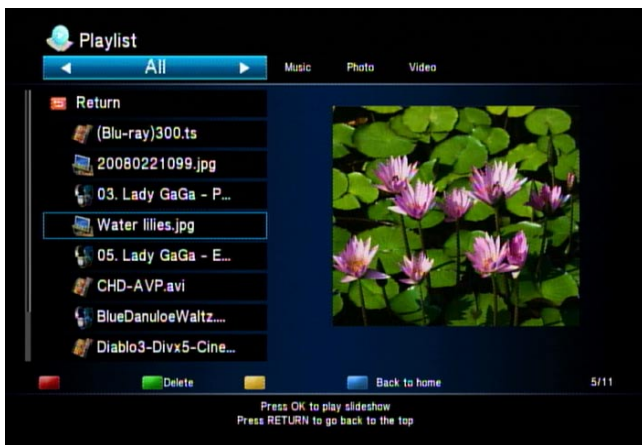 Playlist
All Music Photo Video
Return
(Blu-ray)300.ts
20080221099.jpg
03. Lady GaGa - P...
Water lilies.jpg
05. Lady GaGa - E...
CHD-AVP.avi
BlueDanuloeWaltz....
Diablo3-Divx5-Cine...
Delete Back to home 5/11
Press OK to play slideshow
Press RETURN to go back to the top